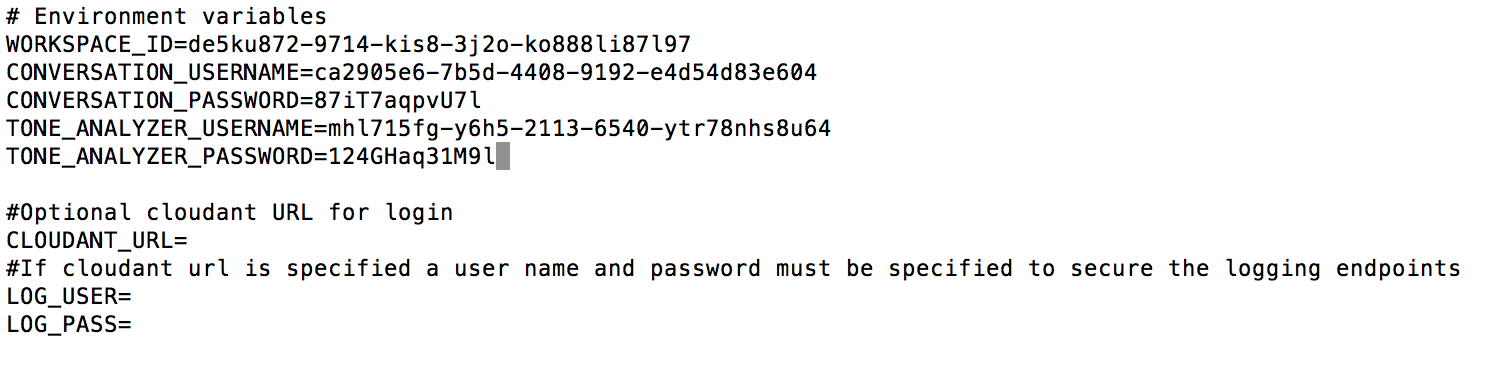 # Environment variables
WORKSPACE_ID=de5ku872-9714-kis8-3j2o-ko888li87l97
CONVERSATION_USERNAME=ca2905e6-7b5d-4408-9192-e4d54d83e604
CONVERSATION_PASSWORD=87iT7aqpvU7l
TONE_ANALYZER_USERNAME=mhl715fg-y6h5-2113-6540-ytr78nhs8u64
TONE_ANALYZER_PASSWORD=124GHaq31M9l
#Optional cloudant URL for login
CLOUDANT_URL=
#If cloudant url is specified a user name and password must be specified to secure the logging endpoints
LOG_USER=
LOG_PASS=